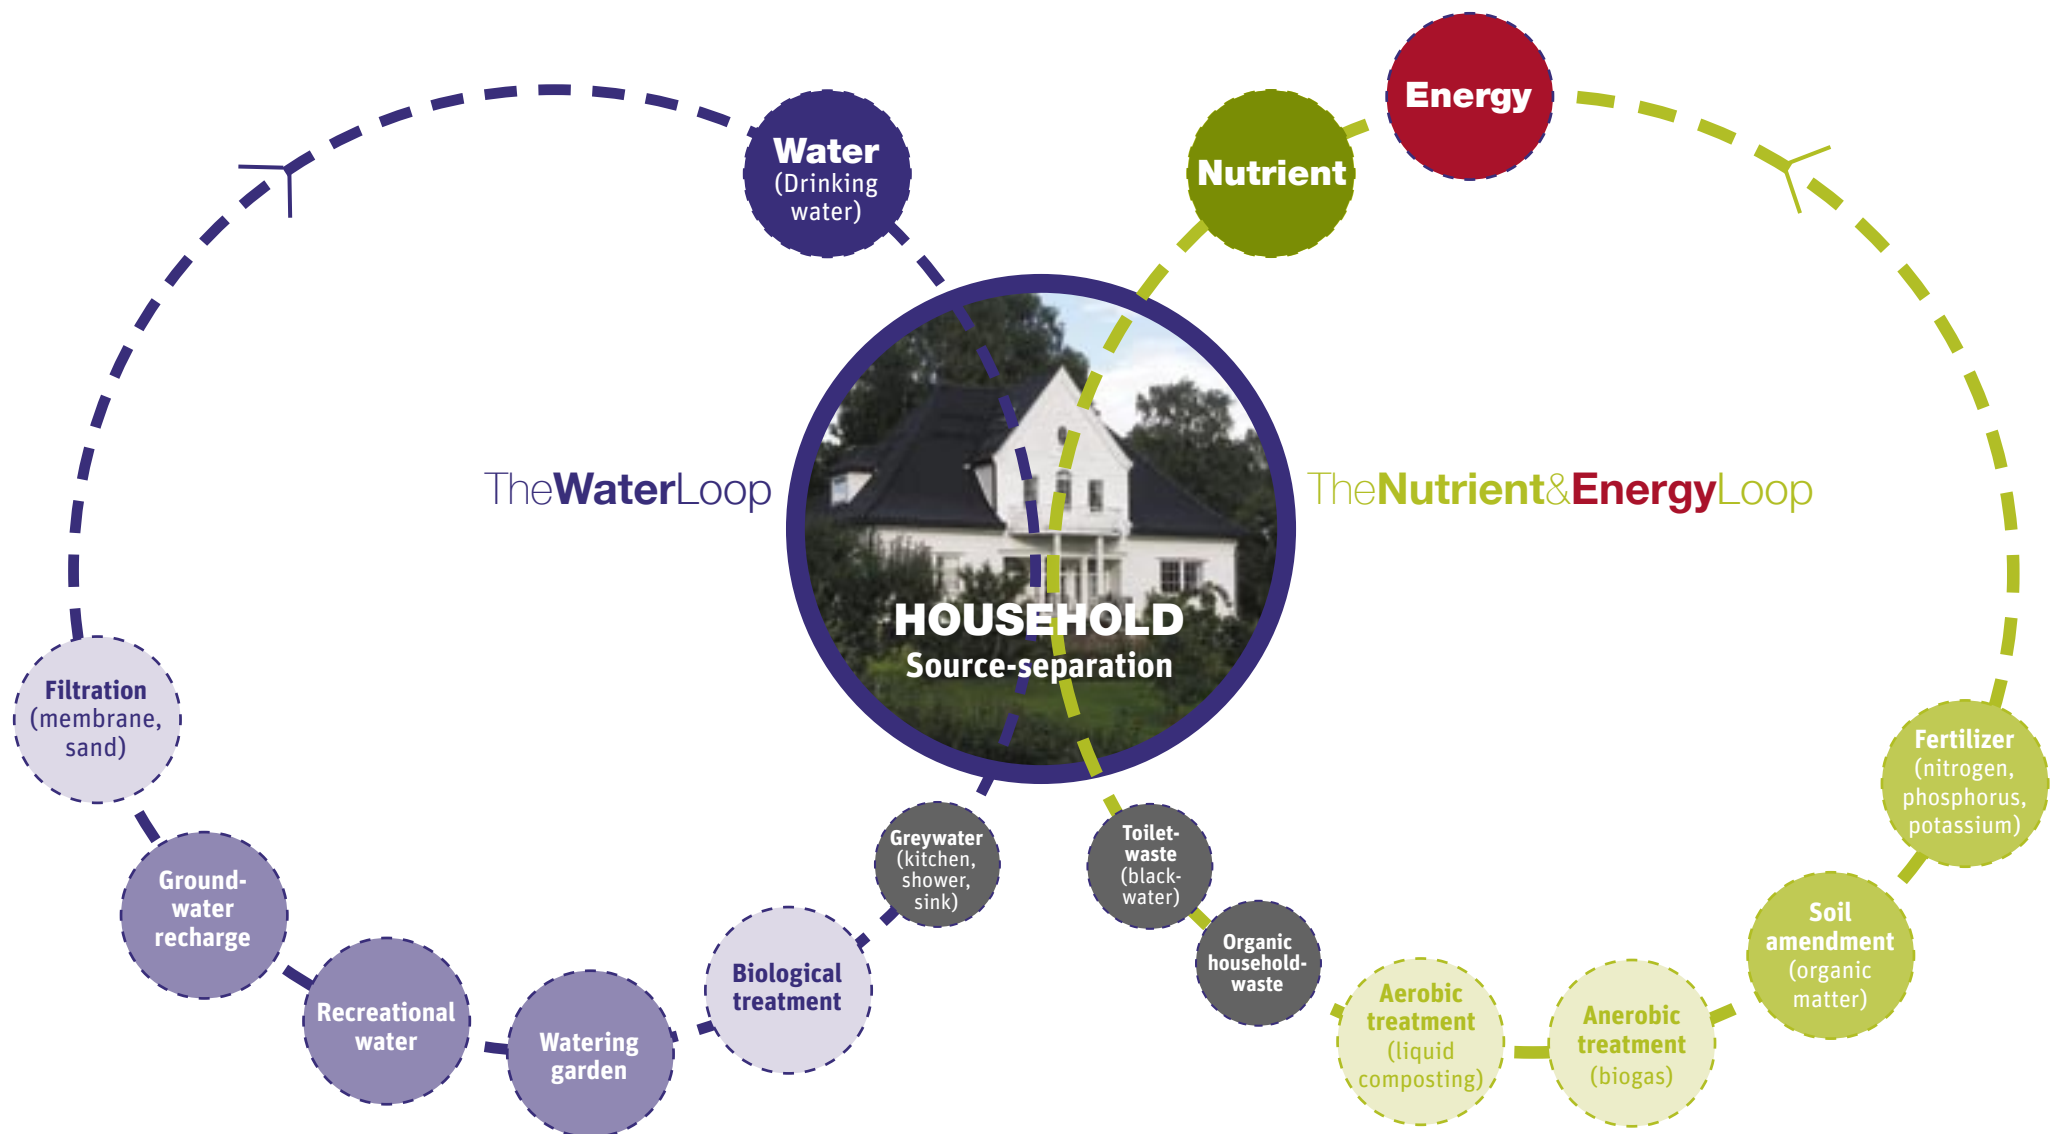 Energy
Water
(Drinking
water)
Nutrient
TheWaterLoop
TheNutrient&EnergyLoop
HOUSEHOLD
Source-separation
Filtration
(membrane,
sand)
Ground-
water
recharge
Recreational
water
Watering
garden
Biological
treatment
Greywater
(kitchen,
shower,
sink)
Toilet-
waste
(black-
water)
Organic
household-
waste
Aerobic
treatment
(liquid
composting)
Anerobic
treatment
(biogas)
Soil
amendment
(organic
matter)
Fertilizer
(nitrogen,
phosphorus,
potassium)